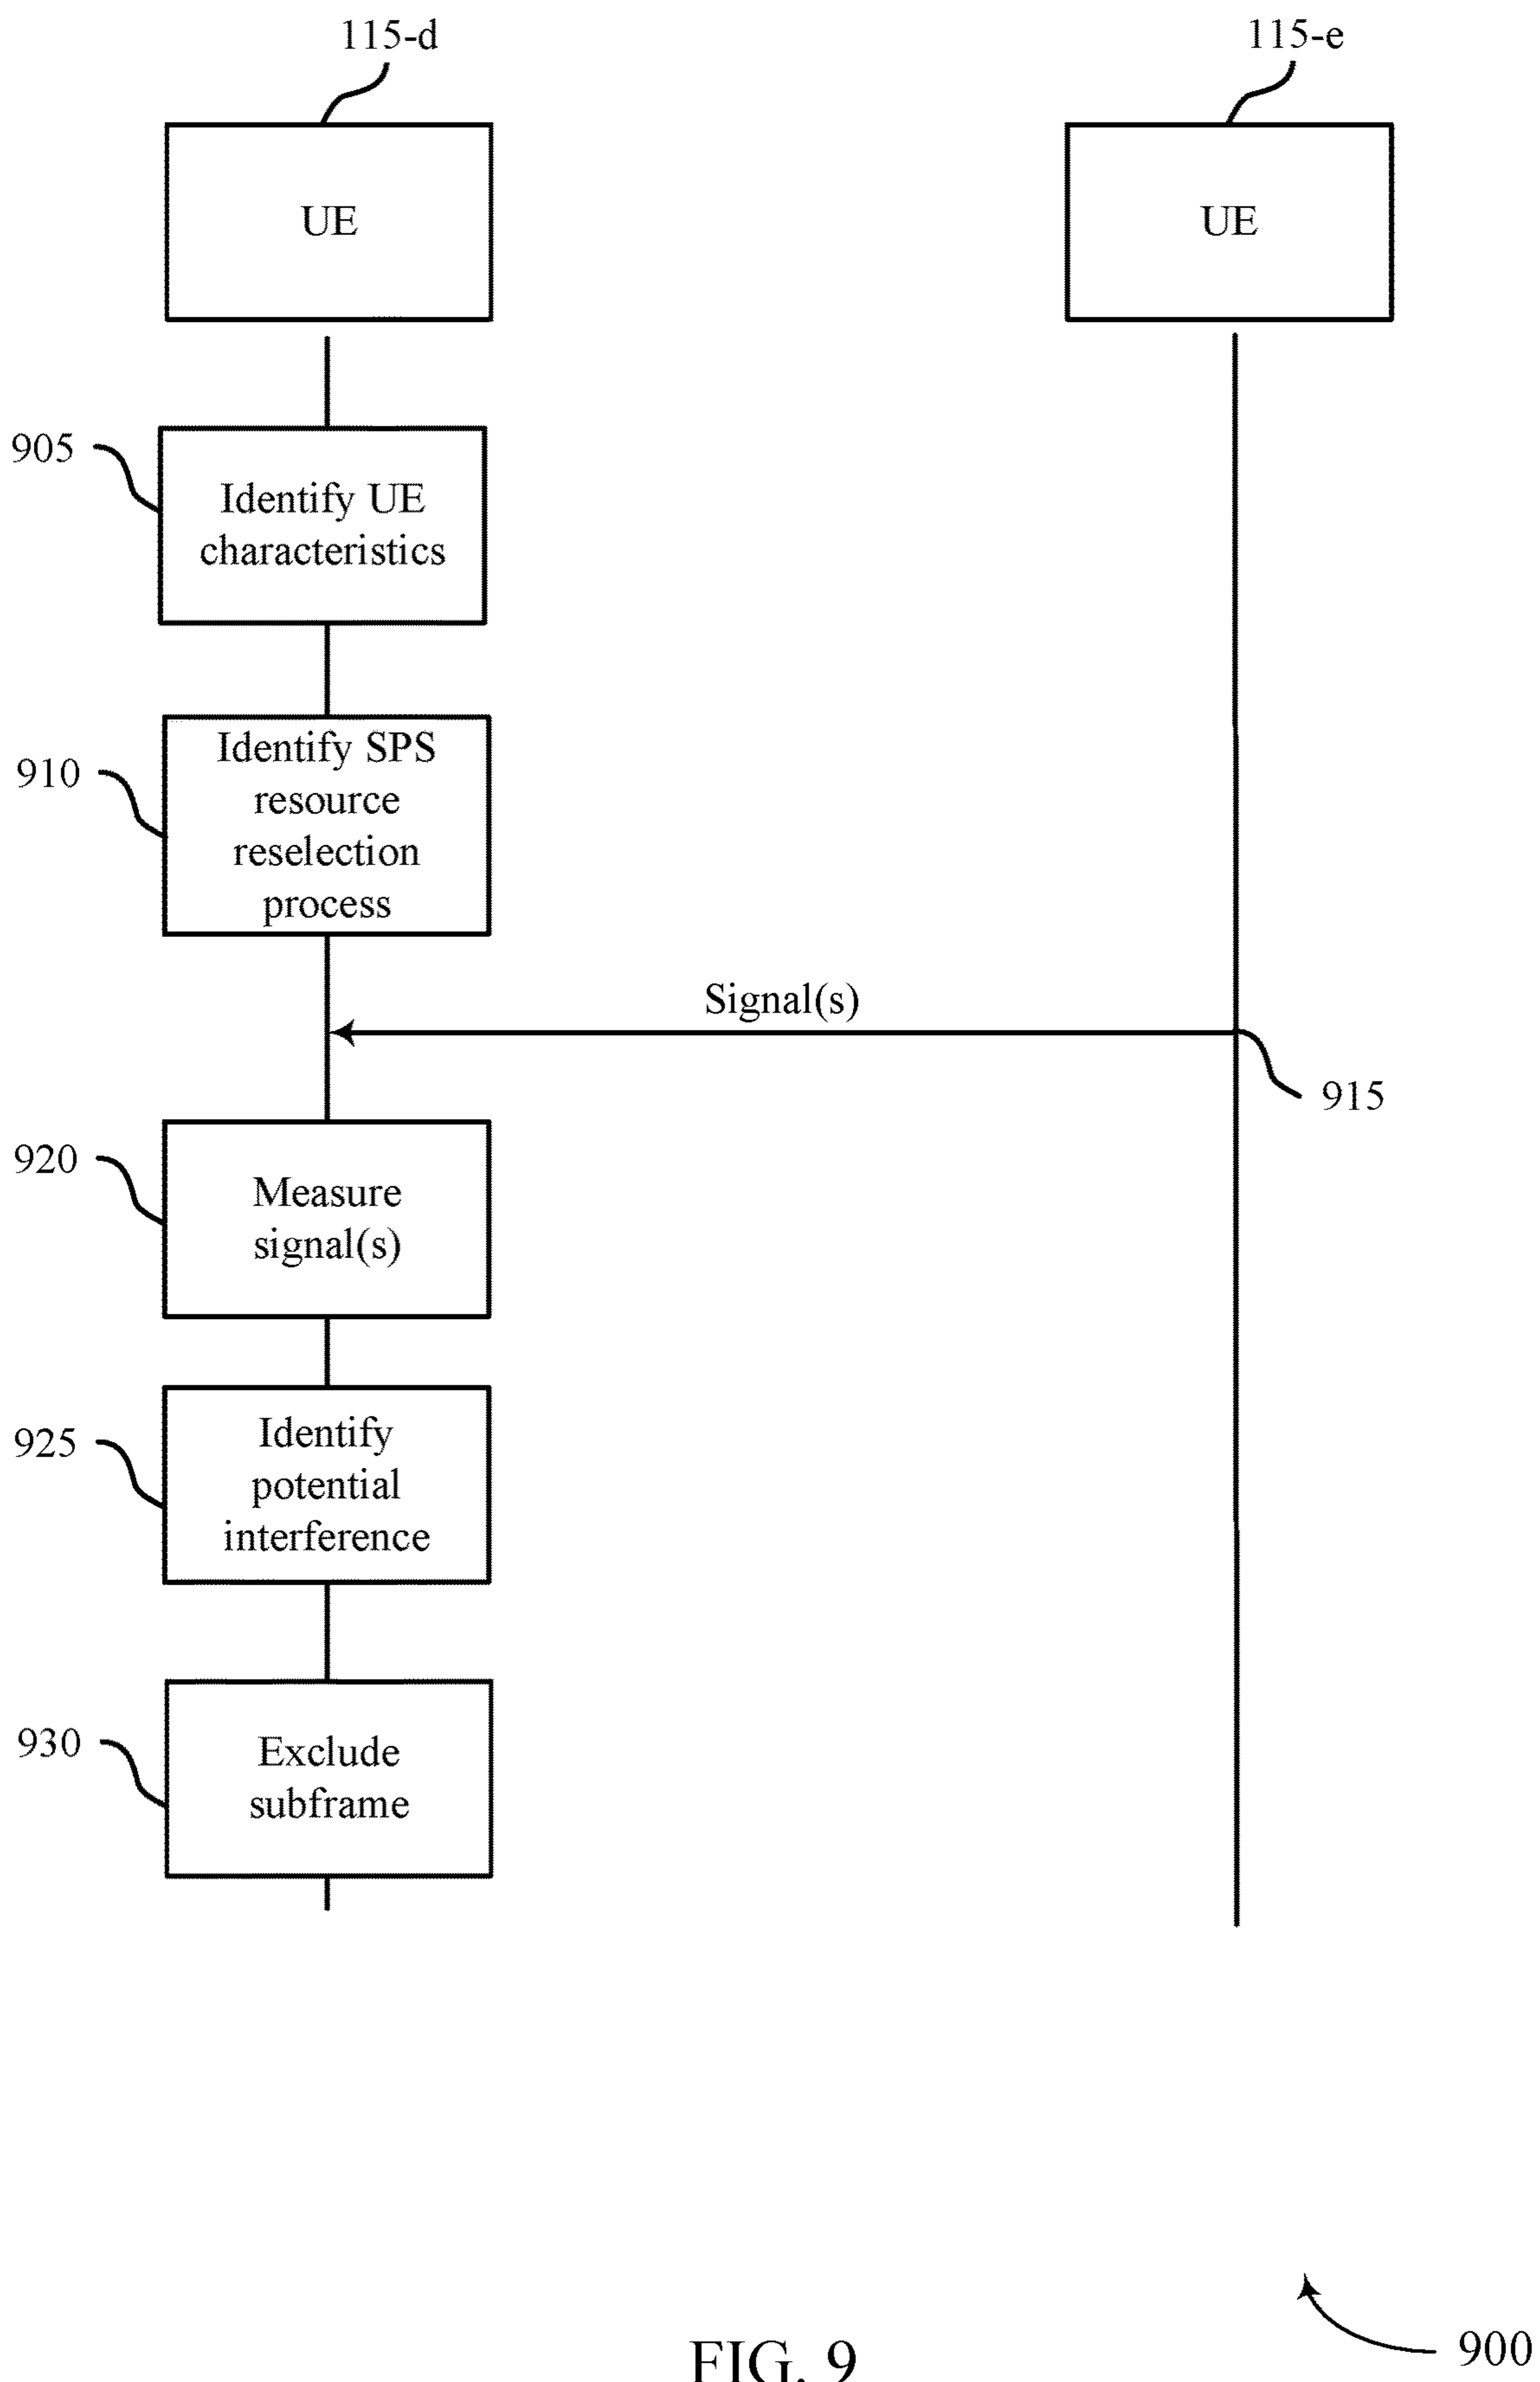 115-d
115-e
UE
UE
905
Identify UE
characteristics
910
Identify SPS
resource
reselection
process
Signal(s)
915
920
Measure
signal(s)
925
Identify
potential
interference
930
Exclude
subframe
900
FIG. 9